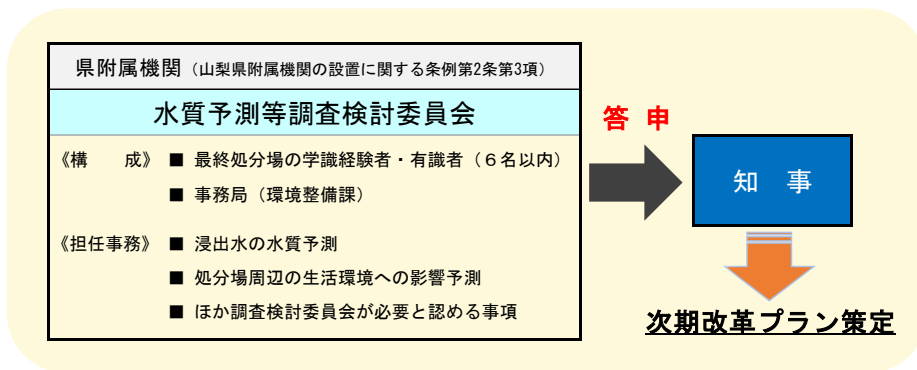 県附属機関（山梨県附属機関の設置に関する条例第2条第3項）
水質予測等調査検討委員会
《構　成》 ■ 最終処分場の学識経験者・有識者（６名以内）
■ 事務局（環境整備課）
《担任事務》 ■ 浸出水の水質予測
■ 処分場周辺の生活環境への影響予測
■ ほか調査検討委員会が必要と認める事項
答 申
知　事
次期改革プラン策定